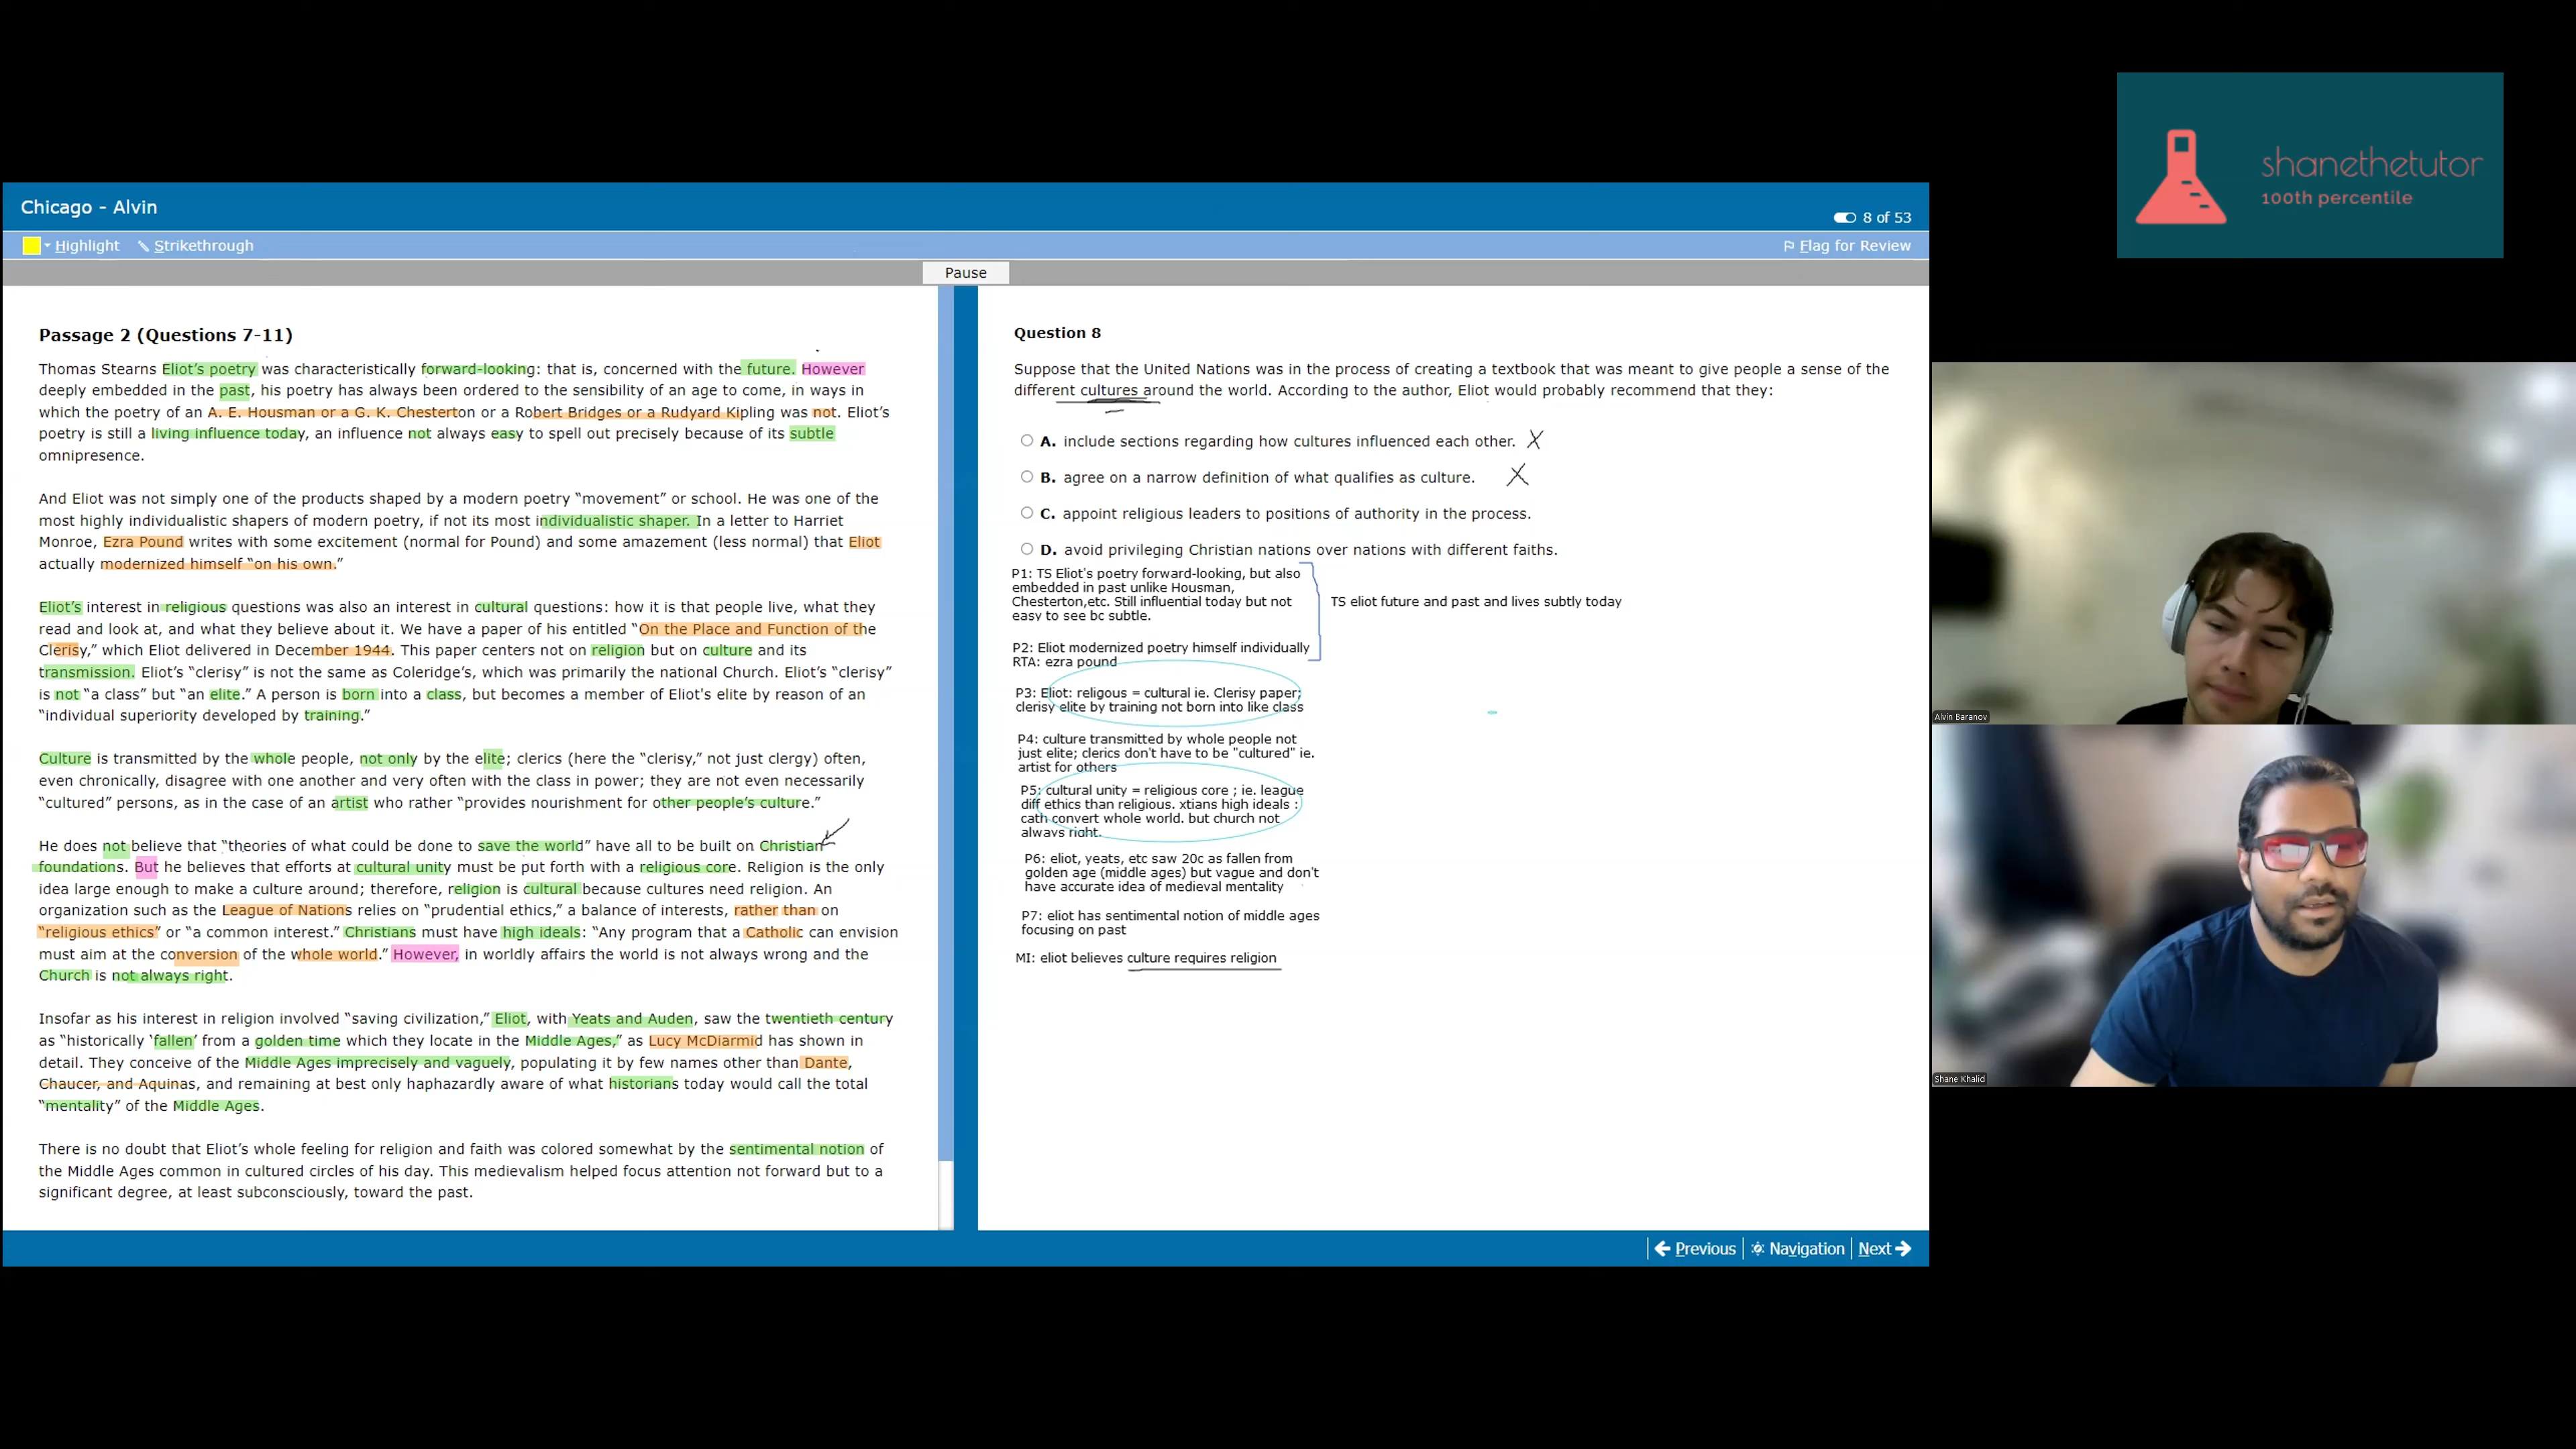 shanethetutor
100th percentile
Chicago - Alvin
8 of 53
Highlight
Strikethrough
Flag for Review
Pause
Passage 2 (Questions 7-11)
Thomas Stearns Eliot's poetry was characteristically forward-looking: that is, concerned with the future. However
deeply embedded in the past, his poetry has always been ordered to the sensibility of an age to come, in ways in
which the poetry of an A. E. Housman or a G. K. Chesterton or a Robert Bridges or a Rudyard Kipling was not. Eliot's
poetry is still a living influence today, an influence not always easy to spell out precisely because of its subtle
omnipresence.
And Eliot was not simply one of the products shaped by a modern poetry “movement” or school. He was one of the
most highly individualistic shapers of modern poetry, if not its most individualistic shaper. In a letter to Harriet
Monroe, Ezra Pound writes with some excitement (normal for Pound) and some amazement (less normal) that Eliot
actually modernized himself “on his own.”
Eliot's interest in religious questions was also an interest in cultural questions: how it is that people live, what they
read and look at, and what they believe about it. We have a paper of his entitled “On the Place and Function of the
Clerisy,” which Eliot delivered in December 1944. This paper centers not on religion but on culture and its
transmission. Eliot's “clerisy” is not the same as Coleridge's, which was primarily the national Church. Eliot's “clerisy”
is not “a class” but “an elite.” A person is born into a class, but becomes a member of Eliot's elite by reason of an
“individual superiority developed by training.”
Culture is transmitted by the whole people, not only by the elite; clerics (here the “clerisy,” not just clergy) often,
even chronically, disagree with one another and very often with the class in power; they are not even necessarily
“cultured” persons, as in the case of an artist who rather “provides nourishment for other people's culture.”
He does not believe that “theories of what could be done to save the world” have all to be built on Christian
foundations. But he believes that efforts at cultural unity must be put forth with a religious core. Religion is the only
idea large enough to make a culture around; therefore, religion is cultural because cultures need religion. An
organization such as the League of Nations relies on “prudential ethics,” a balance of interests, rather than on
“religious ethics” or “a common interest.” Christians must have high ideals: “Any program that a Catholic can envision
must aim at the conversion of the whole world.” However, in worldly affairs the world is not always wrong and the
Church is not always right.
Insofar as his interest in religion involved “saving civilization,” Eliot, with Yeats and Auden, saw the twentieth century
as “historically ‘fallen’ from a golden time which they locate in the Middle Ages,” as Lucy McDiarmid has shown in
detail. They conceive of the Middle Ages imprecisely and vaguely, populating it by few names other than Dante,
Chaucer, and Aquinas, and remaining at best only haphazardly aware of what historians today would call the total
“mentality” of the Middle Ages.
There is no doubt that Eliot's whole feeling for religion and faith was colored somewhat by the sentimental notion of
the Middle Ages common in cultured circles of his day. This medievalism helped focus attention not forward but to a
significant degree, at least subconsciously, toward the past.
Question 8
Suppose that the United Nations was in the process of creating a textbook that was meant to give people a sense of the
different cultures around the world. According to the author, Eliot would probably recommend that they:
A. include sections regarding how cultures influenced each other.
B. agree on a narrow definition of what qualifies as culture.
C. appoint religious leaders to positions of authority in the process.
D. avoid privileging Christian nations over nations with different faiths.
P1: TS Eliot's poetry forward-looking, but also
embedded in past unlike Housman,
Chesterton,etc. Still influential today but not
easy to see bc subtle.
TS eliot future and past and lives subtly today
P2: Eliot modernized poetry himself individually
RTA: ezra pound
P3: Eliot: religous = cultural ie. Clerisy paper;
clerisy elite by training not born into like class
P4: culture transmitted by whole people not
just elite; clerics don't have to be "cultured" ie.
artist for others
P5: cultural unity = religious core ; ie. league
diff ethics than religious. xtians high ideals :
cath convert whole world. but church not
always right.
P6: eliot, yeats, etc saw 20c as fallen from
golden age (middle ages) but vague and don't
have accurate idea of medieval mentality
P7: eliot has sentimental notion of middle ages
focusing on past
MI: eliot believes culture requires religion
Previous
Navigation
Next
Alvin Baranov
Shane Khalid